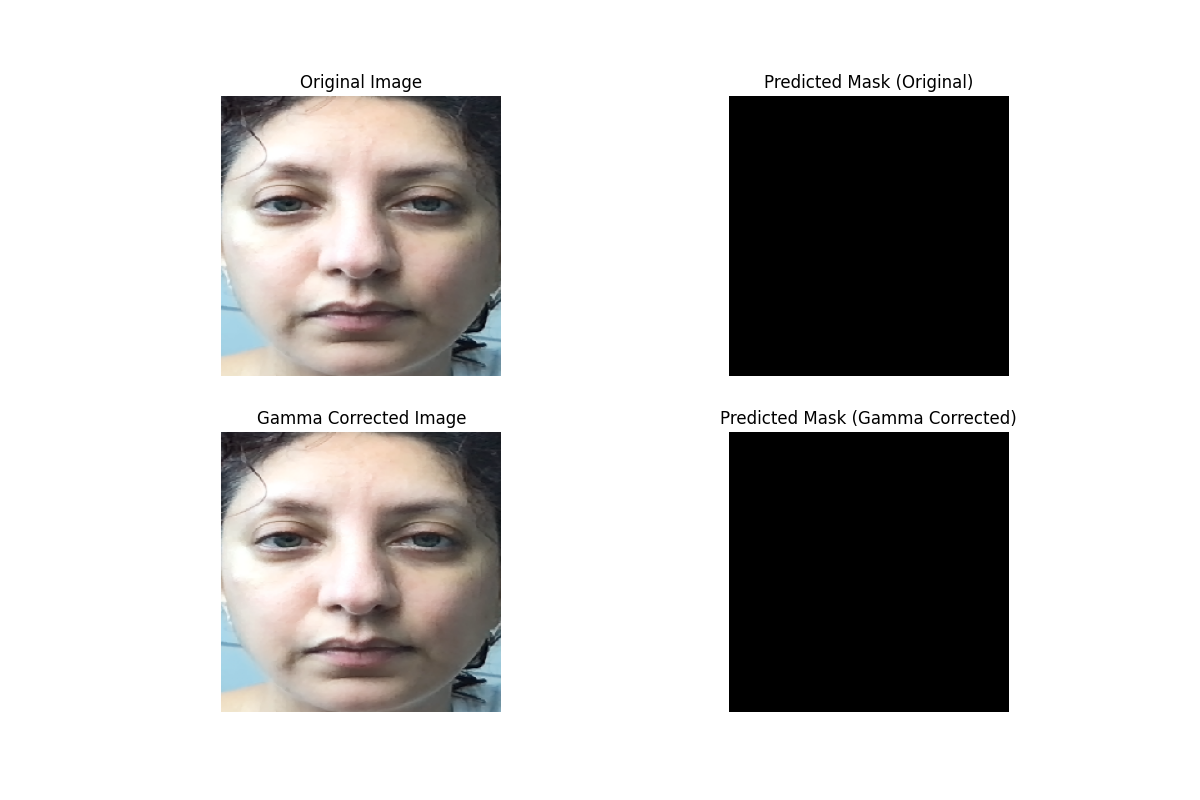 Original Image
Predicted Mask (Original)
Gamma Corrected Image
Predicted Mask (Gamma Corrected)